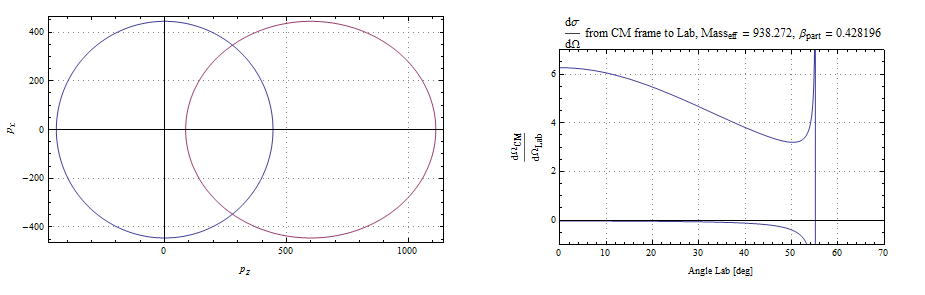 400
200
0
-200
-400
p_x
0
500
1000
p_z
dσ
dΩ
from CM frame to Lab, Mass_eff = 938.272, β_part = 0.428196
6
4
2
0
dΩ_CM
dΩ_Lab
0
10
20
30
40
50
60
70
Angle Lab [deg]